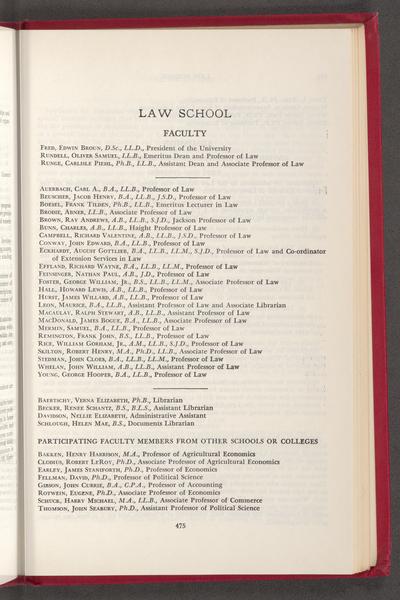 LAW SCHOOL
FACULTY
FRED, EDWIN BROUN, D.Sc., LL.D., President of the University
RUNDELL, OLIVER SAMUEL, LL.B., Emeritus Dean and Professor of Law
RUNGE, CARLISLE PIEHL, Ph.B., LL.B., Assistant Dean and Associate Professor of Law
AUERBACH, CARL A., B.A., LL.B., Professor of Law
BEUSCHER, JACOB HENRY, B.A., LL.B., J.S.D., Professor of Law
BOESEL, FRANK TILDEN, Ph.B., LL.B., Emeritus Lecturer in Law
BRODIE, ABNER, LL.B., Associate Professor of Law
BROWN, RAY ANDREWS, A.B., LL.B., S.J.D., Jackson Professor of Law
BUNN, CHARLES, A.B., LL.B., Haight Professor of Law
CAMPBELL, RICHARD VALENTINE, A.B., LL.B., J.S.D., Professor of Law
CONWAY, JOHN EDWARD, B.A., LL.B., Professor of Law
ECKHARDT, AUGUST GOTTLIEB, B.A., LL.B., LL.M., S.J.D., Professor of Law and Co-ordinator
of Extension Services in Law
EFFLAND, RICHARD WAYNE, B.A., LL.B., LL.M., Professor of Law
FEINSINGER, NATHAN PAUL, A.B., J.D., Professor of Law
FOSTER, GEORGE WILLIAM, JR., B.S., LL.B., LL.M., Associate Professor of Law
HALL, HOWARD LEWIS, A.B., LL.B., Professor of Law
HURST, JAMES WILLARD, A.B., LL.B., Professor of Law
LEON, MAURICE, B.A., LL.B., Assistant Professor of Law and Associate Librarian
MACAULAY, RALPH STEWART, A.B., LL.B., Assistant Professor of Law
MACDONALD, JAMES BOGUE, B.A., LL.B., Associate Professor of Law
MERMIN, SAMUEL, B.A., LL.B., Professor of Law
REMINGTON, FRANK JOHN, B.S., LL.B., Professor of Law
RICE, WILLIAM GORHAM, JR., A.M., LL.B., S.J.D., Professor of Law
SKILTON, ROBERT HENRY, M.A., Ph.D., LL.B., Associate Professor of Law
STEDMAN, JOHN CLOES, B.A., LL.B., LL.M., Professor of Law
WHELAN, JOHN WILLIAM, A.B., LL.B., Assistant Professor of Law
YOUNG, GEORGE HOOPER, B.A., LL.B., Professor of Law
BAERTSCHY, VERNA ELIZABETH, Ph.B., Librarian
BECKER, RENEE SCHANTZ, B.S., B.L.S., Assistant Librarian
DAVIDSON, NELLIE ELIZABETH, Administrative Assistant
SCHLOUGH, HELEN MAE, B.S., Documents Librarian
PARTICIPATING FACULTY MEMBERS FROM OTHER SCHOOLS OR COLLEGES
BAKKEN, HENRY HARRISON, M.A., Professor of Agricultural Economics
CLODIUS, ROBERT LEROY, Ph.D., Associate Professor of Agricultural Economics
EARLEY, JAMES STANIFORTH, Ph.D., Professor of Economics
FELLMAN, DAVID, Ph.D., Professor of Political Science
GIBSON, JOHN CURRIE, B.A., C.P.A., Professor of Accounting
ROTWEIN, EUGENE, Ph.D., Associate Professor of Economics
SCHUCK, HARRY MICHAEL, M.A., LL.B., Associate Professor of Commerce
THOMSON, JOHN SEABURY, Ph.D., Assistant Professor of Political Science
475